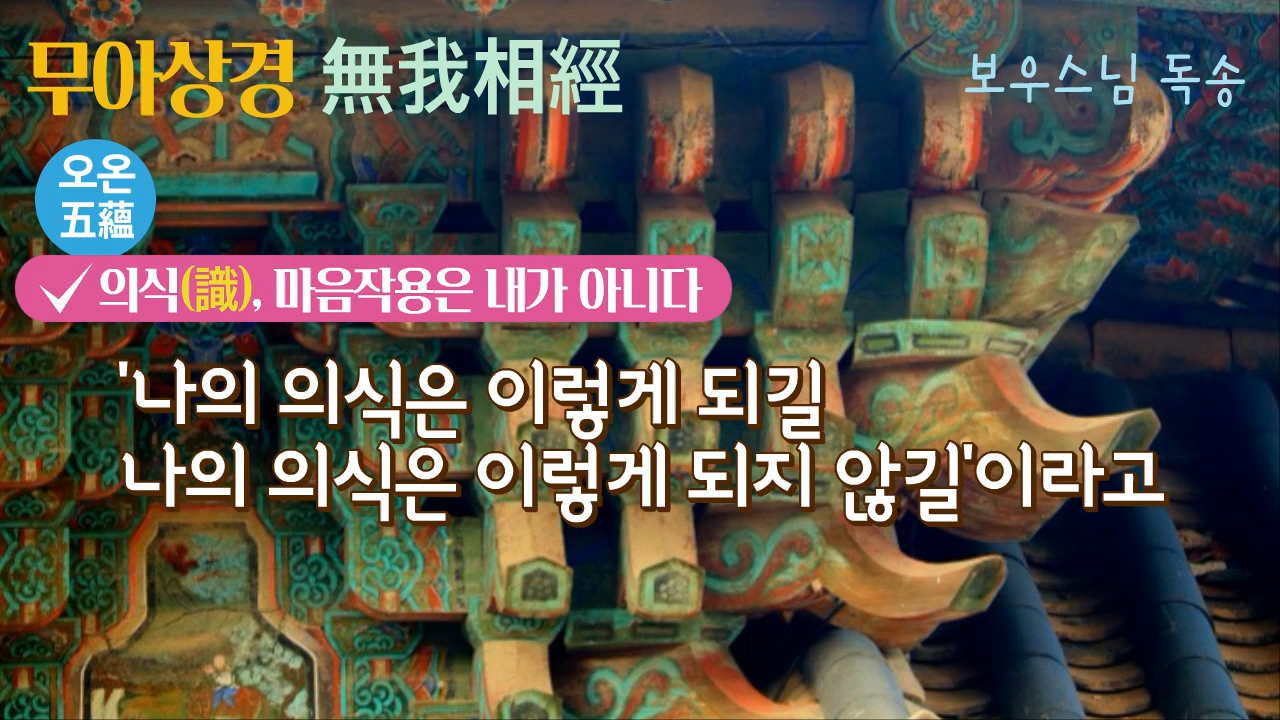 무아상경 無我相經
보우스님 독송
오온
五蘊
✓ 의식(識), 마음작용은 내가 아니다
'나의 의식은 이렇게 되길
나의 의식은 이렇게 되지 않길'이라고